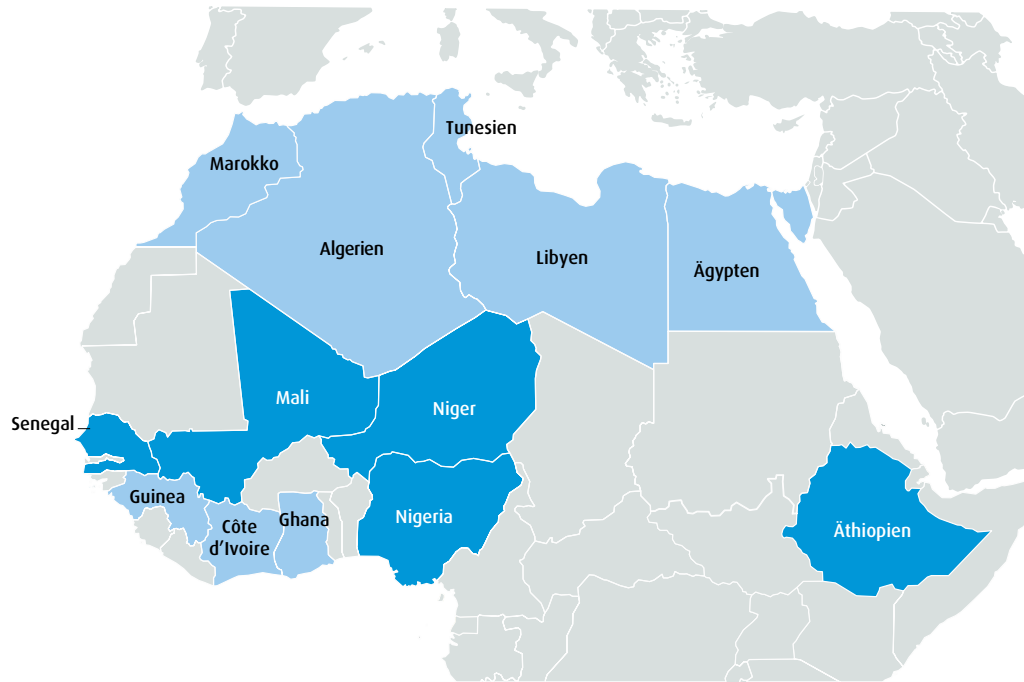 Tunesien
Marokko
Algerien
Libyen
Ägypten
Mali
Niger
Senegal
Guinea
Côte
d’Ivoire
Ghana
Nigeria
Äthiopien